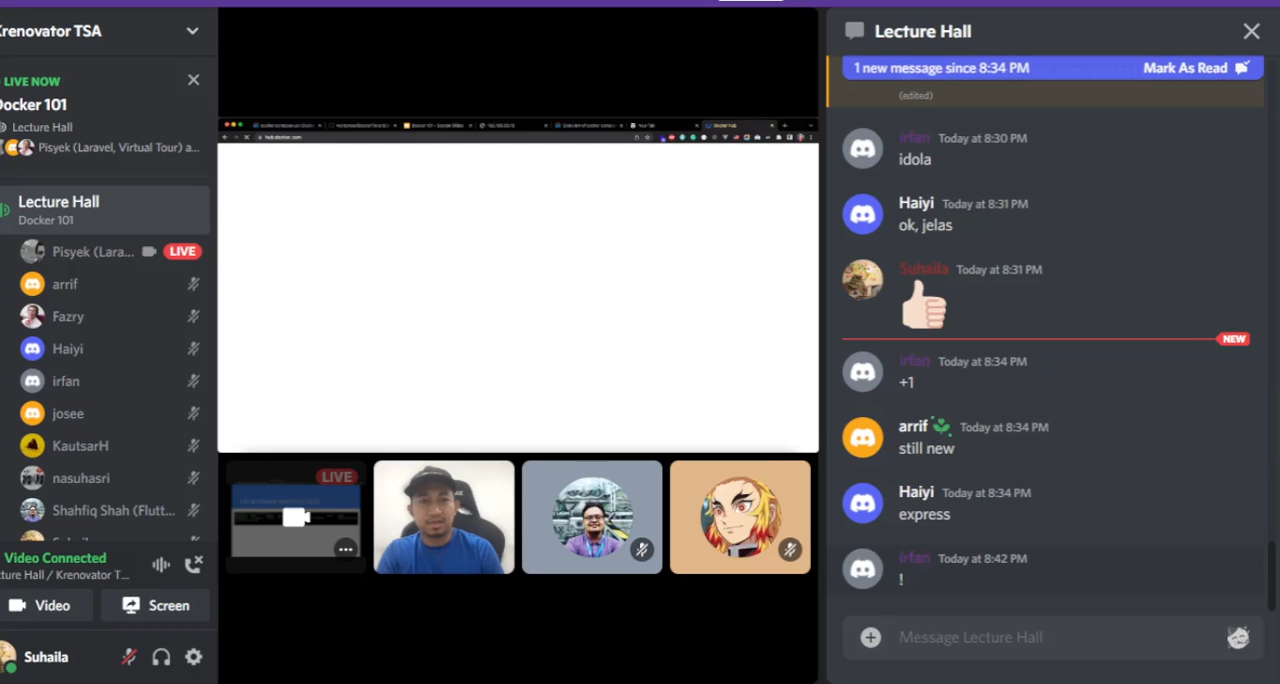 Krenovator TSA
LIVE NOW
Docker 101
Lecture Hall
Pisyek (Laravel, Virtual Tour) a...
Lecture Hall
Docker 101
Pisyek (Lara...
LIVE
arrif
Fazry
Haiyi
irfan
josee
KautsarH
nasuhasri
Shahfiq Shah (Flutt...
Suhaila
Video Connected
cture Hall / Krenovator T...
Video
Screen
Suhaila
hub.docker.com
LIVE
Lecture Hall
1 new message since 8:34 PM
Mark As Read
(edited)
irfan Today at 8:30 PM
idola
Haiyi Today at 8:31 PM
ok, jelas
Suhaila Today at 8:31 PM
NEW
irfan Today at 8:34 PM
+1
arrif Today at 8:34 PM
still new
Haiyi Today at 8:34 PM
express
irfan Today at 8:42 PM
!
Message Lecture Hall